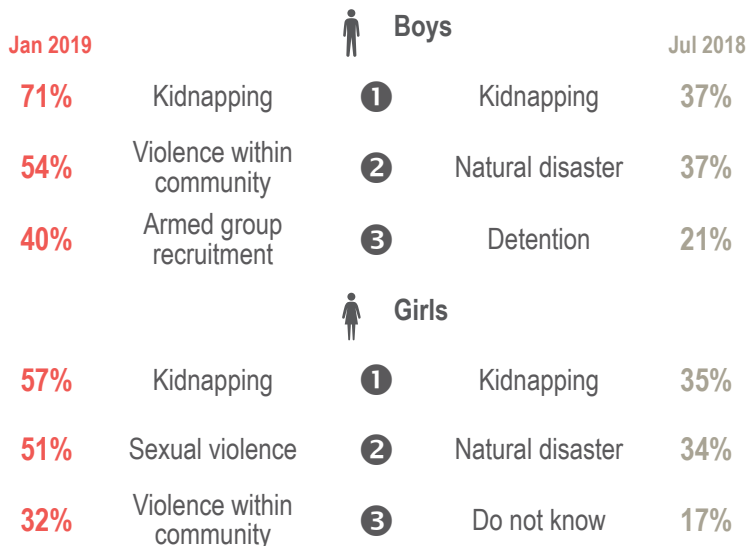 Boys
Jan 2019 Jul 2018
71% Kidnapping 1 Kidnapping 37%
54% Violence within community 2 Natural disaster 37%
40% Armed group recruitment 3 Detention 21%
Girls
57% Kidnapping 1 Kidnapping 35%
51% Sexual violence 2 Natural disaster 34%
32% Violence within community 3 Do not know 17%